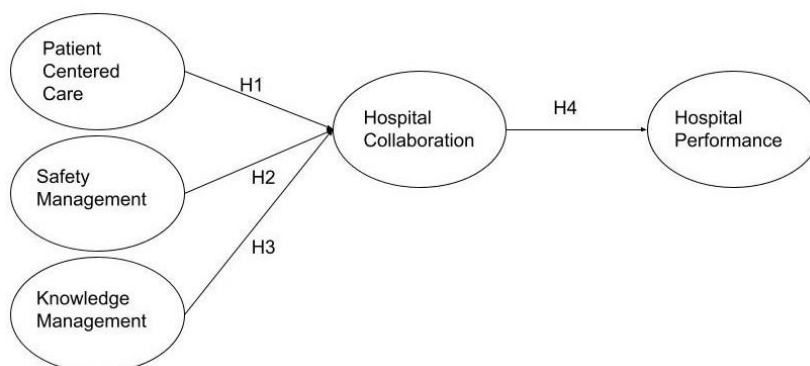 Patient
Centered
Care
H1
Safety
Management
H2
Knowledge
Management
H3
Hospital
Collaboration
H4
Hospital
Performance